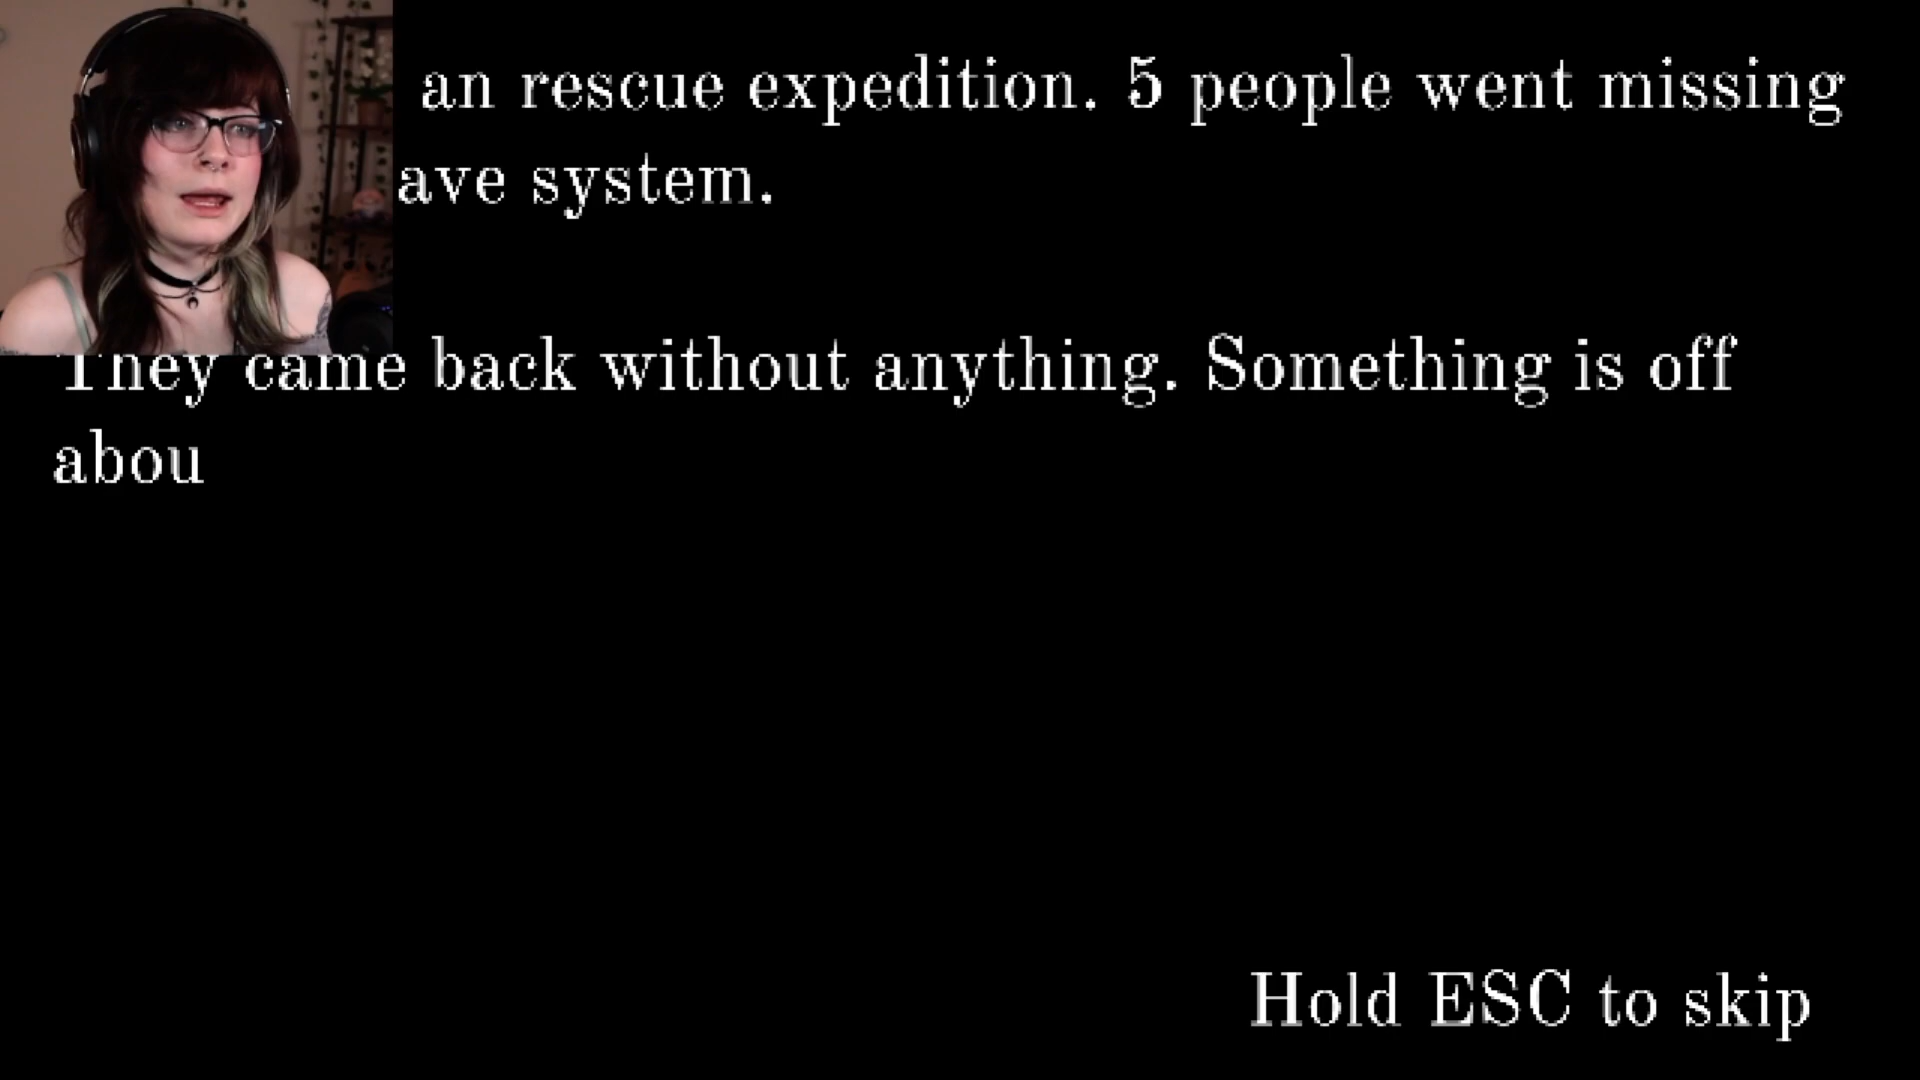 an rescue expedition. 5 people went missing
ave system.
They came back without anything. Something is off
abou
Hold ESC to skip